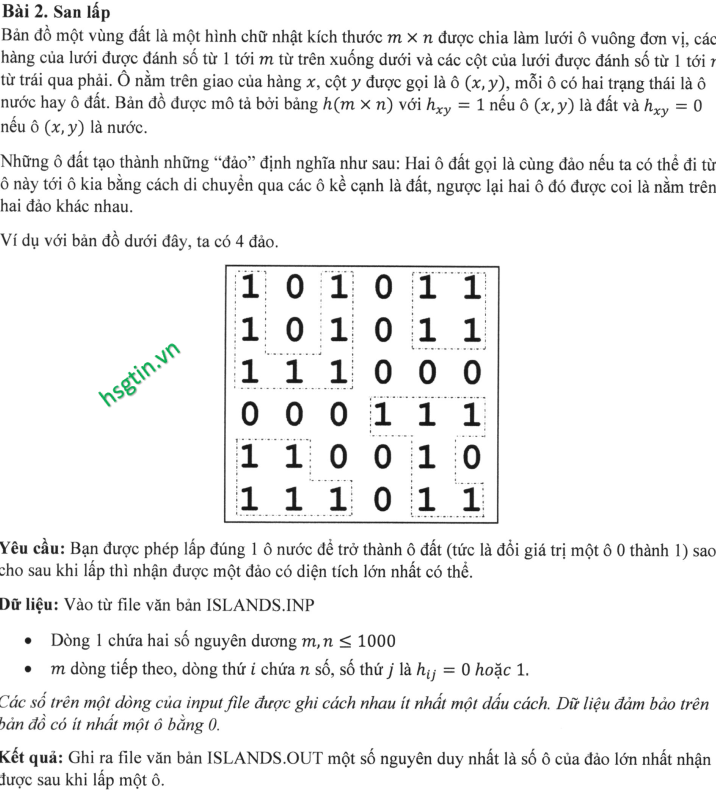 Bài 2. San lấp
Bản đồ một vùng đất là một hình chữ nhật kích thước m × n được chia làm lưới ô vuông đơn vị, các
hàng của lưới được đánh số từ 1 tới m từ trên xuống dưới và các cột của lưới được đánh số từ 1 tới n
từ trái qua phải. Ô nằm trên giao của hàng x, cột y được gọi là ô (x, y), mỗi ô có hai trạng thái là ô
nước hay ô đất. Bản đồ được mô tả bởi bảng h(m × n) với hxy = 1 nếu ô (x, y) là đất và hxy = 0
nếu ô (x, y) là nước.
Những ô đất tạo thành những “đảo” định nghĩa như sau: Hai ô đất gọi là cùng đảo nếu ta có thể đi từ
ô này tới ô kia bằng cách di chuyển qua các ô kề cạnh là đất, ngược lại hai ô đó được coi là nằm trên
hai đảo khác nhau.
Ví dụ với bản đồ dưới đây, ta có 4 đảo.
1 0 1 0 1 1
1 0 1 0 1 1
1 1 1 0 0 0
0 0 0 1 1 1
1 1 0 0 1 0
1 1 1 0 1 1
hsgtin.vn
Yêu cầu: Bạn được phép lấp đúng 1 ô nước để trở thành ô đất (tức là đổi giá trị một ô 0 thành 1) sao
cho sau khi lấp thì nhận được một đảo có diện tích lớn nhất có thể.
Dữ liệu: Vào từ file văn bản ISLANDS.INP
• Dòng 1 chứa hai số nguyên dương m, n ≤ 1000
• m dòng tiếp theo, dòng thứ i chứa n số, số thứ j là hij = 0 hoặc 1.
Các số trên một dòng của input file được ghi cách nhau ít nhất một dấu cách. Dữ liệu đảm bảo trên
bản đồ có ít nhất một ô bằng 0.
Kết quả: Ghi ra file văn bản ISLANDS.OUT một số nguyên duy nhất là số ô của đảo lớn nhất nhận
được sau khi lấp một ô.